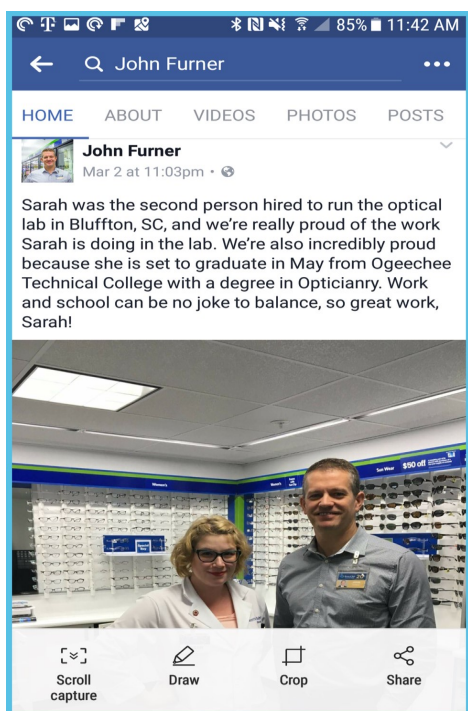 85% 11:42 AM
John Furner
HOME ABOUT VIDEOS PHOTOS POSTS
John Furner
Mar 2 at 11:03pm
Sarah was the second person hired to run the optical
lab in Bluffton, SC, and we're really proud of the work
Sarah is doing in the lab. We're also incredibly proud
because she is set to graduate in May from Ogeechee
Technical College with a degree in Opticianry. Work
and school can be no joke to balance, so great work,
Sarah!
Women's
Sun Wear $50 off
Scroll
capture
Draw Crop Share